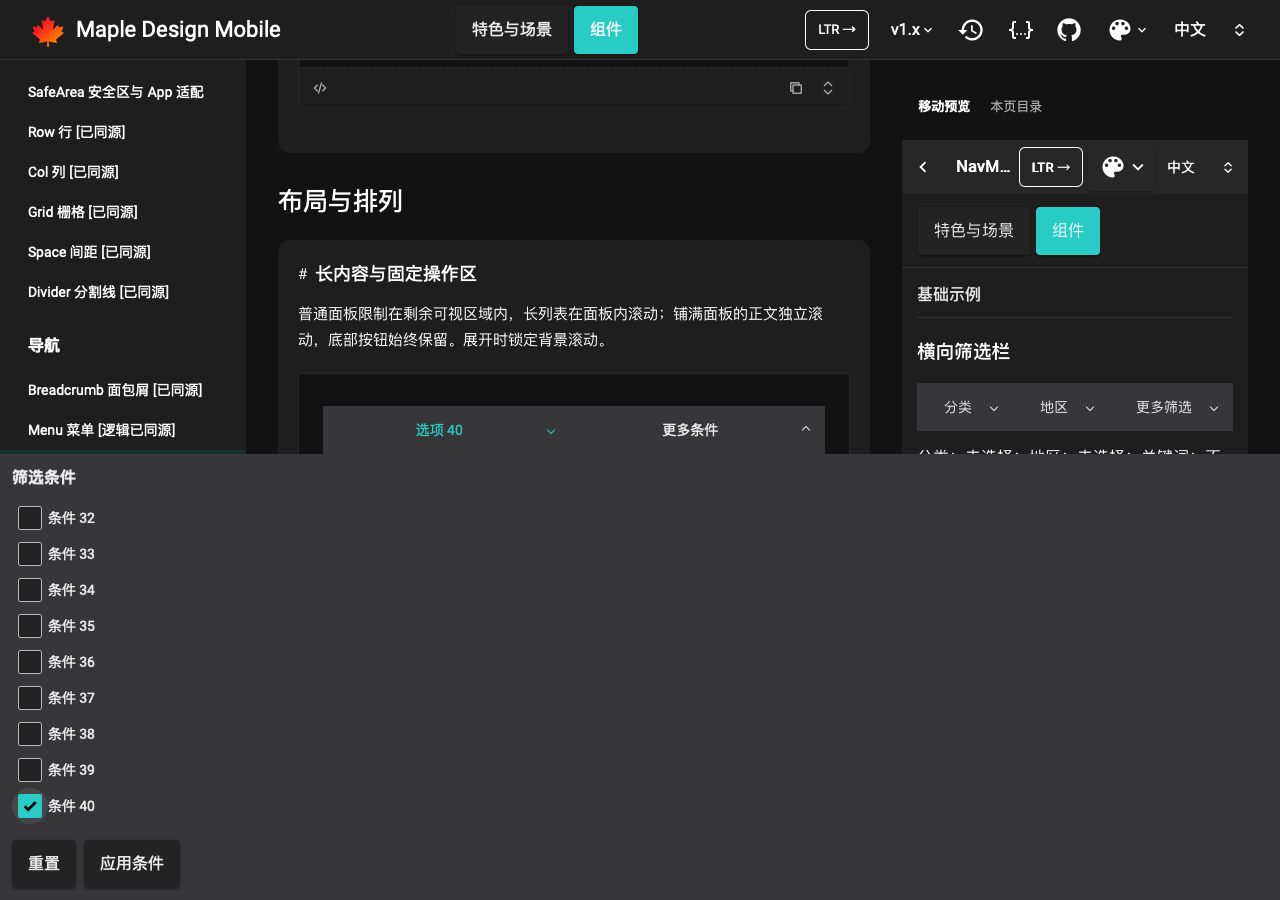 Maple Design Mobile
特色与场景
组件
LTR→
v1.x
中文
SafeArea 安全区与 App 适配
Row 行 [已同源]
Col 列 [已同源]
Grid 栅格 [已同源]
Space 间距 [已同源]
Divider 分割线 [已同源]
导航
Breadcrumb 面包屑 [已同源]
Menu 菜单 [逻辑已同源]
布局与排列
# 长内容与固定操作区
普通面板限制在剩余可视区域内，长列表在面板内滚动；铺满面板的正文独立滚
动，底部按钮始终保留。展开时锁定背景滚动。
选项 40
更多条件
移动预览
本页目录
NavM...
LTR→
中文
特色与场景
组件
基础示例
横向筛选栏
分类
地区
更多筛选
筛选条件
条件 32
条件 33
条件 34
条件 35
条件 36
条件 37
条件 38
条件 39
条件 40
重置
应用条件